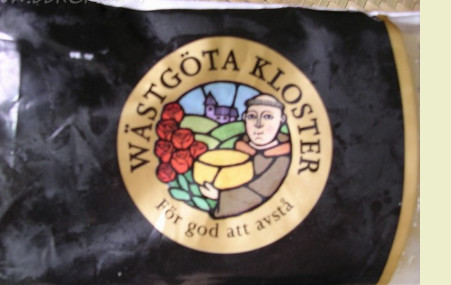 WÄSTGÖTA KLOSTER
För god att avstå